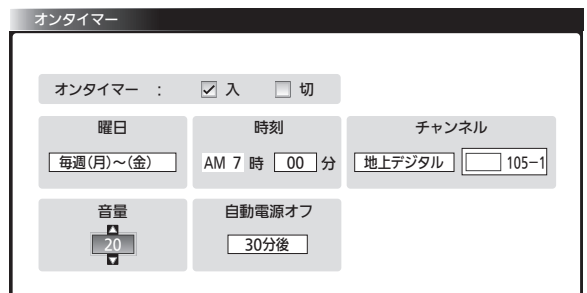 オンタイマー
オンタイマー : 入 切
曜日 時刻 チャンネル
毎週(月)～(金) AM 7 時 00 分 地上デジタル 105-1
音量 自動電源オフ
20 30分後